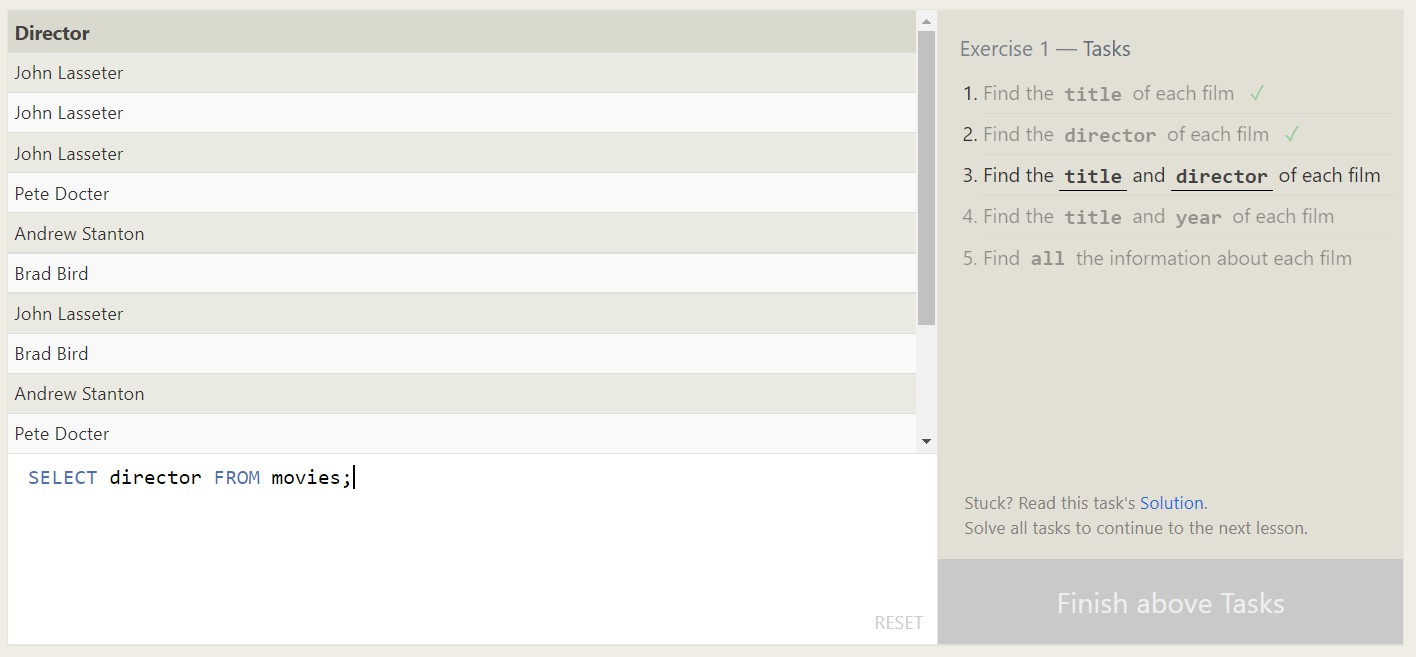 Director
John Lasseter
John Lasseter
John Lasseter
Pete Docter
Andrew Stanton
Brad Bird
John Lasseter
Brad Bird
Andrew Stanton
Pete Docter
SELECT director FROM movies;
RESET
Exercise 1 — Tasks
1. Find the title of each film ✓
2. Find the director of each film ✓
3. Find the title and director of each film
4. Find the title and year of each film
5. Find all the information about each film
Stuck? Read this task's Solution.
Solve all tasks to continue to the next lesson.
Finish above Tasks